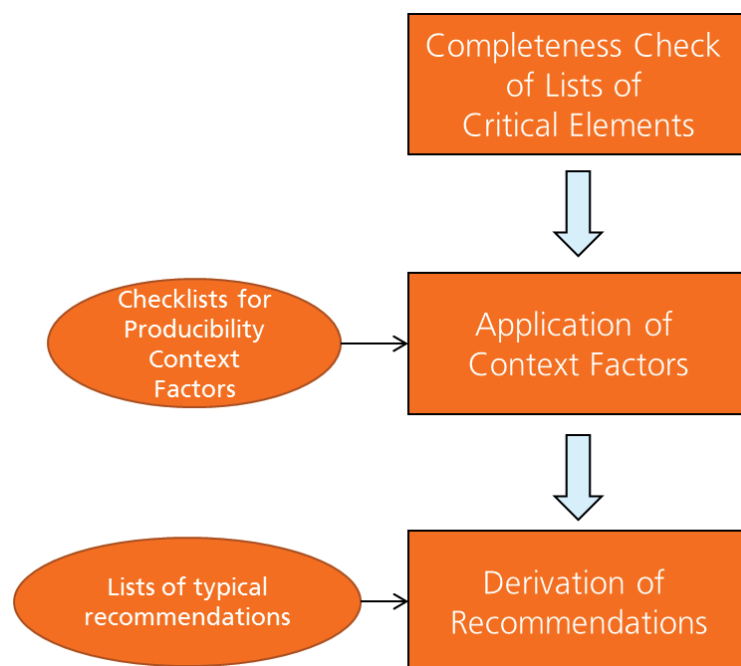 Completeness Check
of Lists of
Critical Elements
Checklists for
Producibility
Context
Factors
Application of
Context Factors
Lists of typical
recommendations
Derivation of
Recommendations